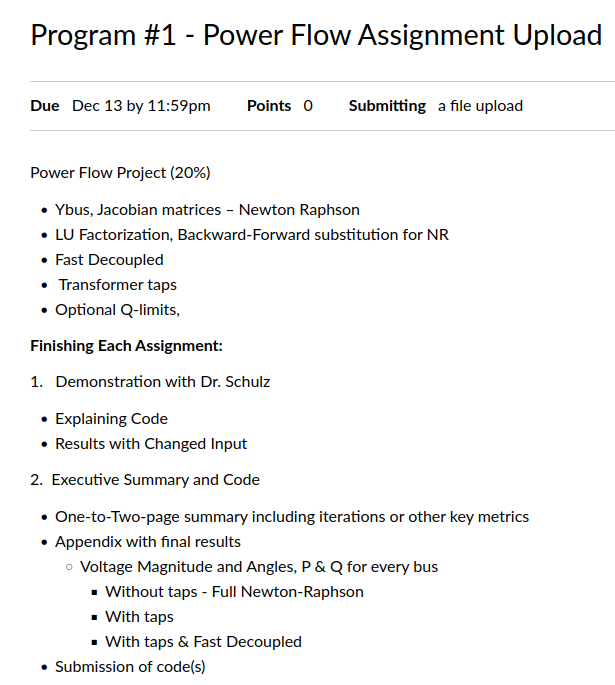 Program #1 - Power Flow Assignment Upload
Due Dec 13 by 11:59pm Points 0 Submitting a file upload
Power Flow Project (20%)
• Ybus, Jacobian matrices – Newton Raphson
• LU Factorization, Backward-Forward substitution for NR
• Fast Decoupled
• Transformer taps
• Optional Q-limits,
Finishing Each Assignment:
1. Demonstration with Dr. Schulz
• Explaining Code
• Results with Changed Input
2. Executive Summary and Code
• One-to-Two-page summary including iterations or other key metrics
• Appendix with final results
◦ Voltage Magnitude and Angles, P & Q for every bus
▪ Without taps - Full Newton-Raphson
▪ With taps
▪ With taps & Fast Decoupled
• Submission of code(s)